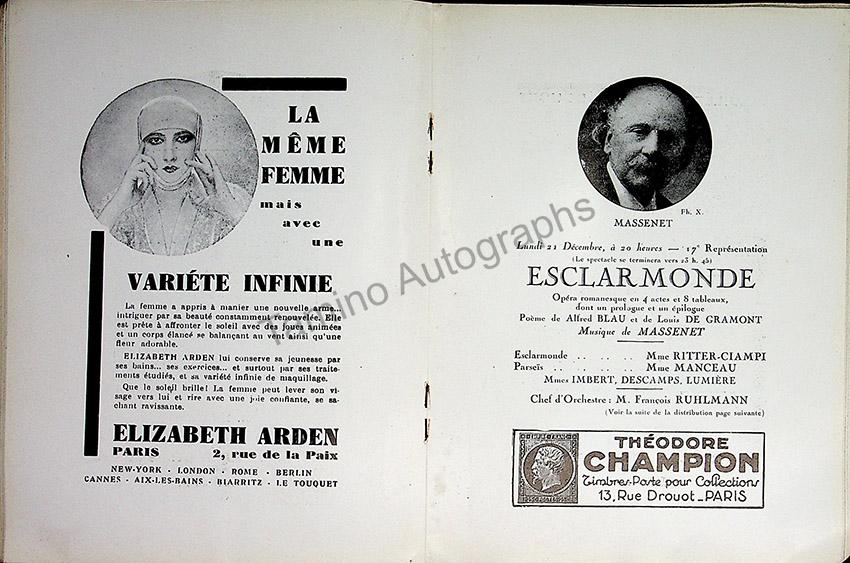 LA
MÊME
FEMME
mais
avec
une
VARIÉTE INFINIE
La femme a appris à manier une nouvelle arme...
intriguer par sa beauté constamment renouvelée. Elle
est prête à affronter le soleil avec des joues animées
et un corps élancé se balançant au vent ainsi qu'une
fleur adorable.
ELIZABETH ARDEN lui conserve sa jeunesse par
ses bains... ses exercices... et surtout par ses traite-
ments étudiés, et sa variété infinie de maquillage.
Que le soleil brille! La femme peut lever son vi-
sage vers lui et rire avec une joie confiante, se sa-
chant ravissante.
ELIZABETH ARDEN
PARIS 2, rue de la Paix
NEW-YORK - LONDON - ROME - BERLIN
CANNES - AIX-LES-BAINS - BIARRITZ - LE TOUQUET
Ph. X.
MASSENET
Lundi 21 Décembre, à 20 heures — 17e Représentation
(Le spectacle se terminera vers 23 h. 45)
ESCLARMONDE
Opéra romanesque en 4 actes et 8 tableaux,
dont un prologue et un épilogue
Poème de Alfred BLAU et de Louis DE GRAMONT
Musique de MASSENET
Esclarmonde .. .. .. .. Mme RITTER-CIAMPI
Parseïs .. .. .. .. Mme MANCEAU
Mmes IMBERT, DESCAMPS, LUMIÈRE
Chef d'Orchestre : M. François RUHLMANN
(Voir la suite de la distribution page suivante)
EMPIRE FRANC
POSTES
THÉODORE
CHAMPION
Timbres-Poste pour Collections
13, Rue Drouot_PARIS
Tamino Autographs